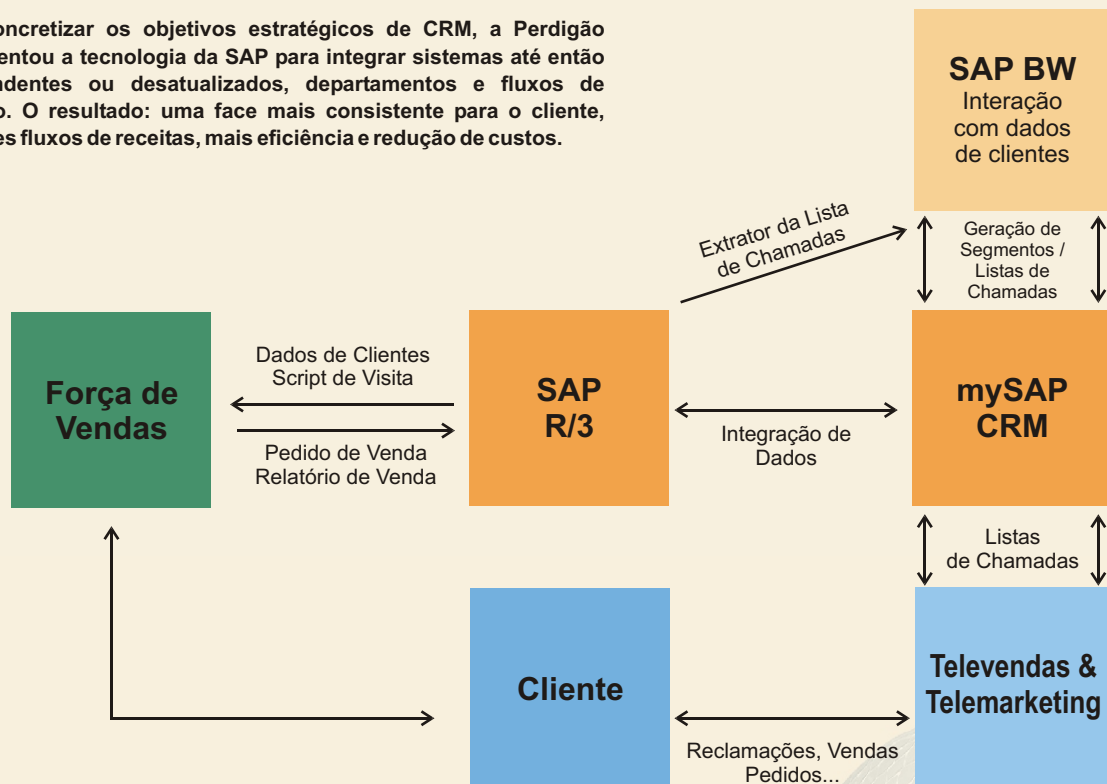 oncretizar os objetivos estratégicos de CRM, a Perdigão
entou a tecnologia da SAP para integrar sistemas até então
ndentes ou desatualizados, departamentos e fluxos de
o. O resultado: uma face mais consistente para o cliente,
es fluxos de receitas, mais eficiência e redução de custos.
SAP BW
Interação
com dados
de clientes
Extrator da Lista
de Chamadas
Geração de
Segmentos /
Listas de
Chamadas
Força de
Vendas
Dados de Clientes
Script de Visita
Pedido de Venda
Relatório de Venda
SAP
R/3
Integração de
Dados
mySAP
CRM
Listas
de Chamadas
Cliente
Reclamações, Vendas
Pedidos...
Televendas &
Telemarketing